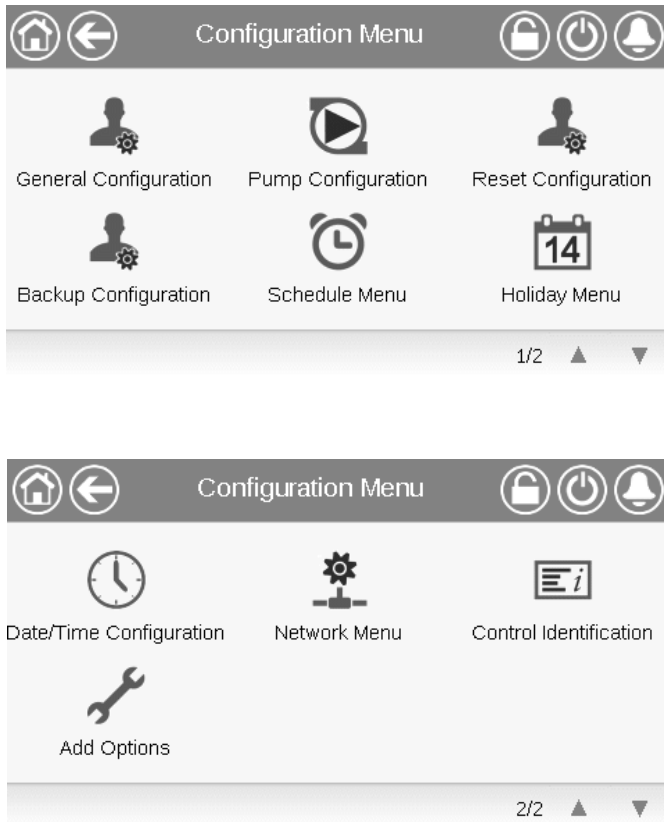 Configuration Menu
General Configuration Pump Configuration Reset Configuration
14
Backup Configuration Schedule Menu Holiday Menu
1/2
Configuration Menu
i
Date/Time Configuration Network Menu Control Identification
Add Options
2/2